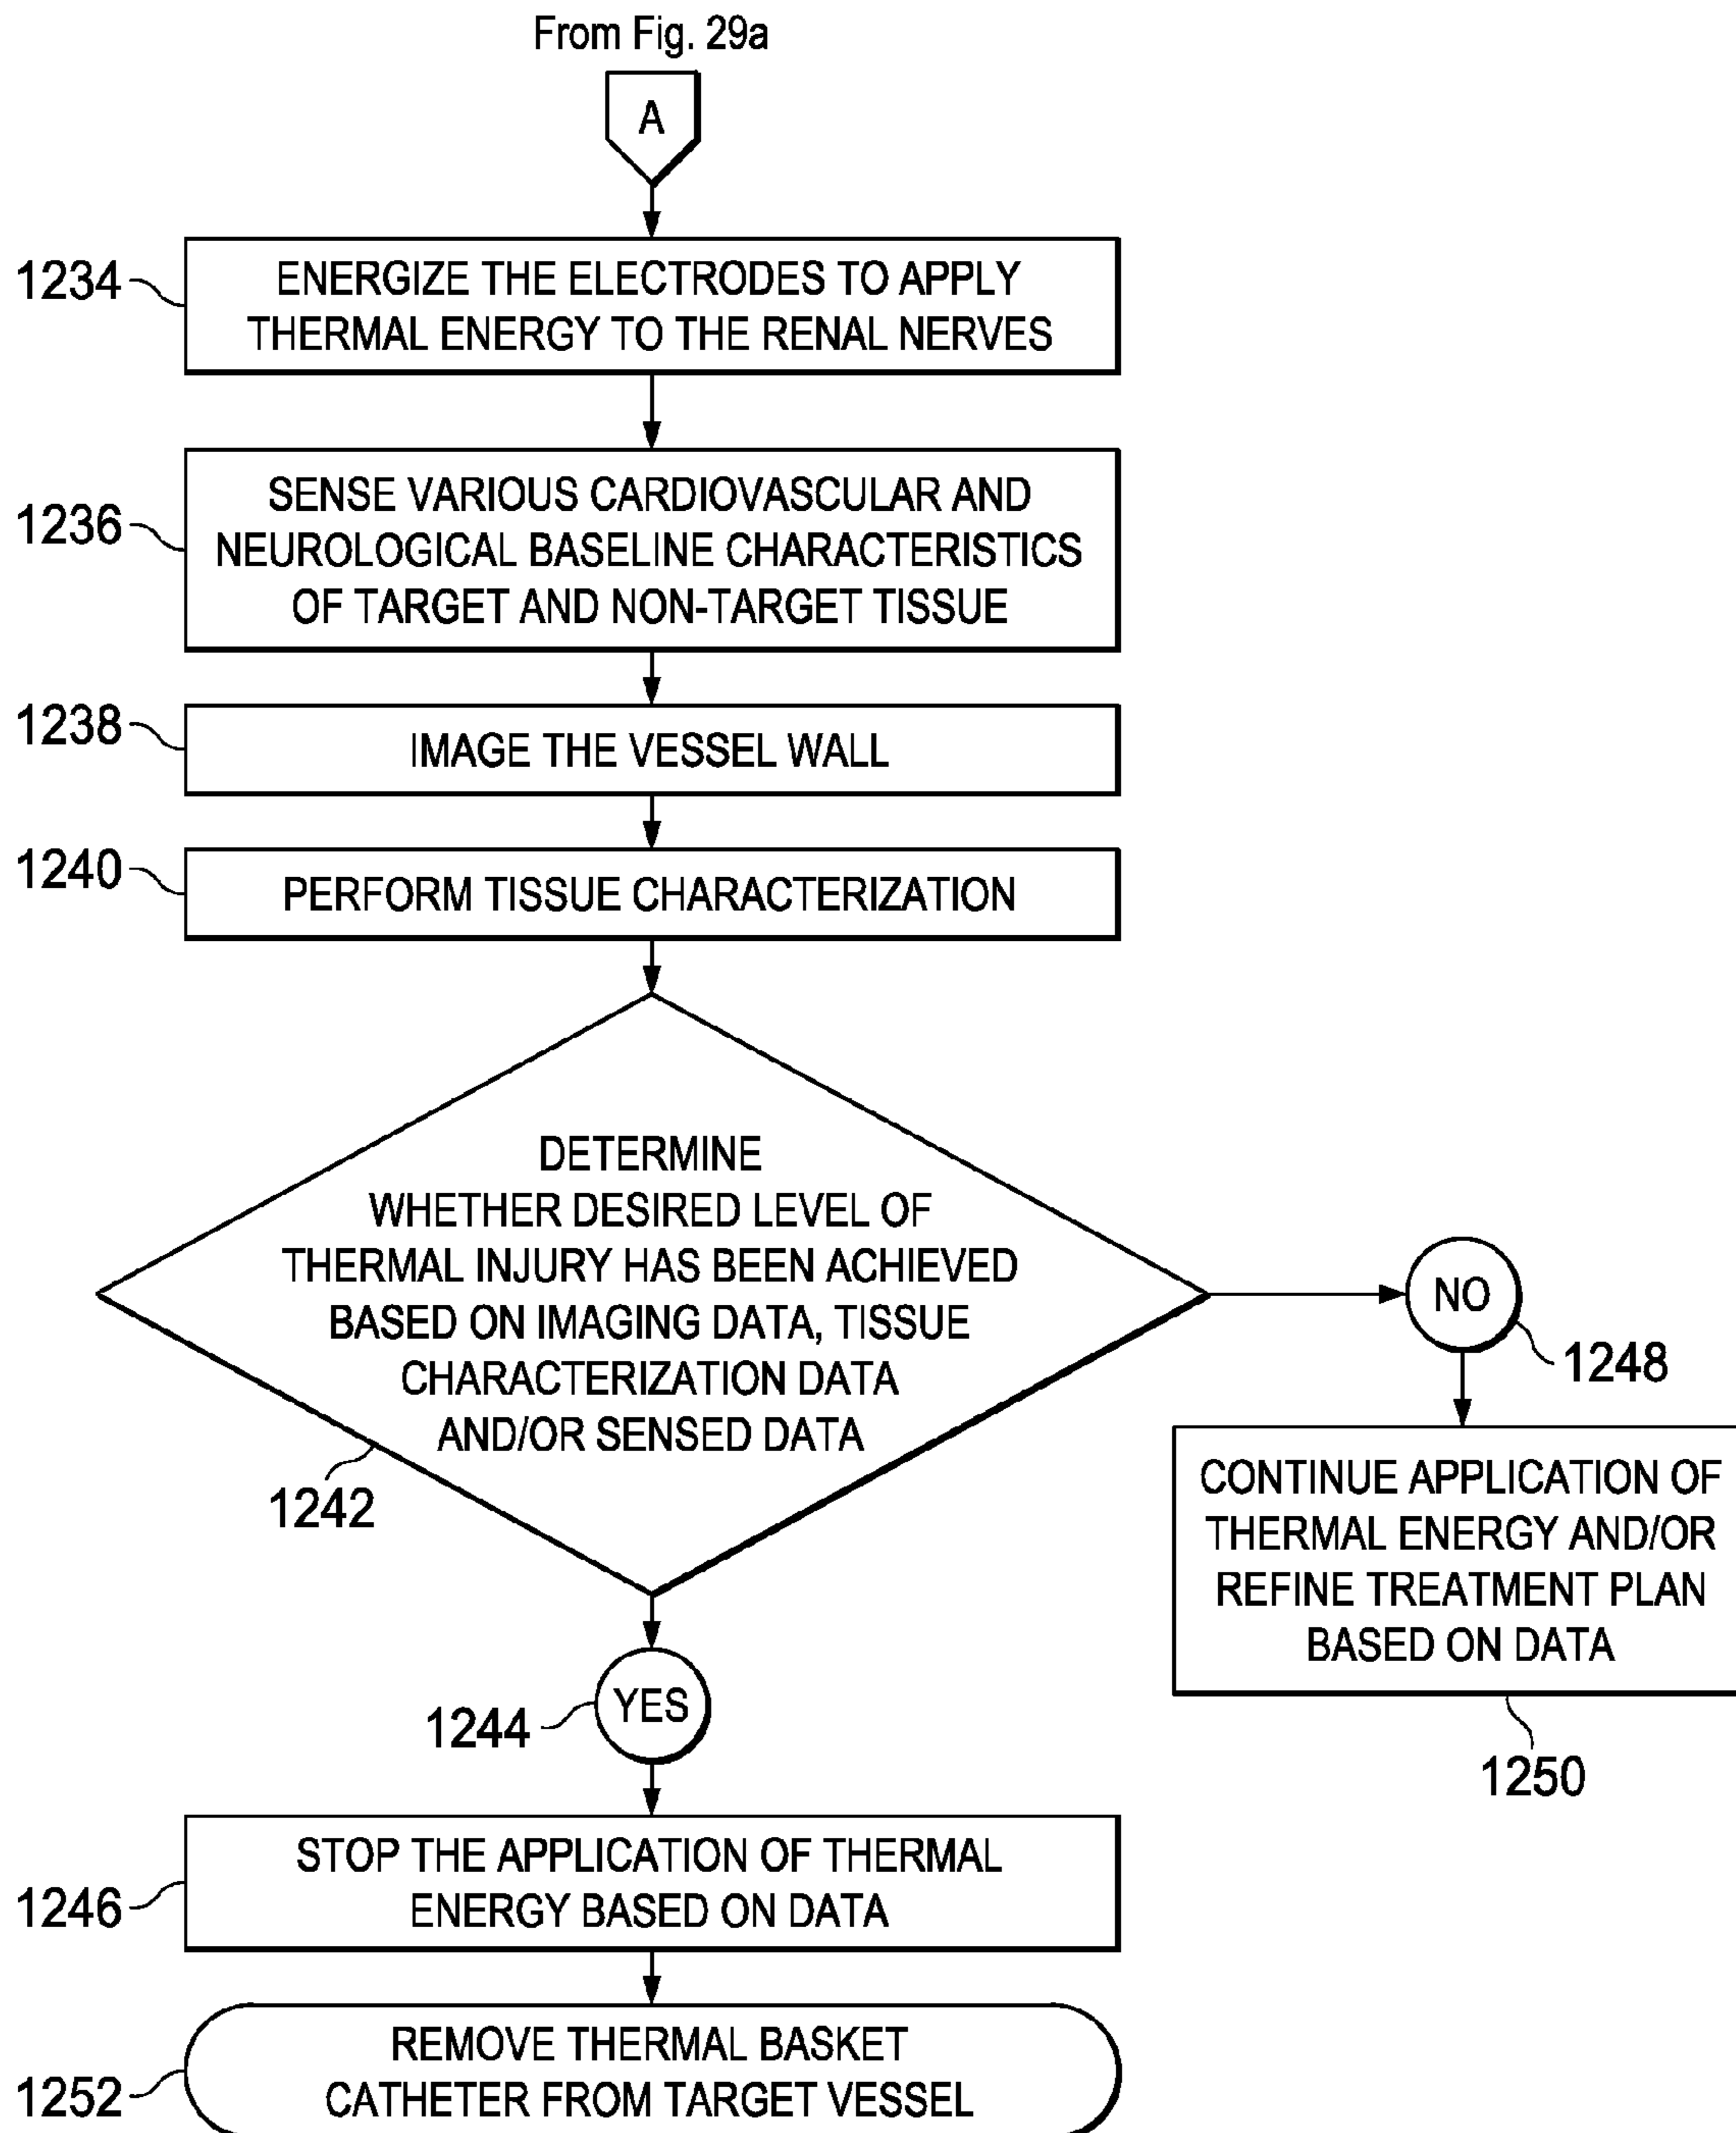 From Fig. 29a
A
1234
ENERGIZE THE ELECTRODES TO APPLY
THERMAL ENERGY TO THE RENAL NERVES
1236
SENSE VARIOUS CARDIOVASCULAR AND
NEUROLOGICAL BASELINE CHARACTERISTICS
OF TARGET AND NON-TARGET TISSUE
1238
IMAGE THE VESSEL WALL
1240
PERFORM TISSUE CHARACTERIZATION
DETERMINE
WHETHER DESIRED LEVEL OF
THERMAL INJURY HAS BEEN ACHIEVED
BASED ON IMAGING DATA, TISSUE
CHARACTERIZATION DATA
AND/OR SENSED DATA
1242
NO
1248
CONTINUE APPLICATION OF
THERMAL ENERGY AND/OR
REFINE TREATMENT PLAN
BASED ON DATA
1250
YES
1244
STOP THE APPLICATION OF THERMAL
ENERGY BASED ON DATA
1246
REMOVE THERMAL BASKET
CATHETER FROM TARGET VESSEL
1252